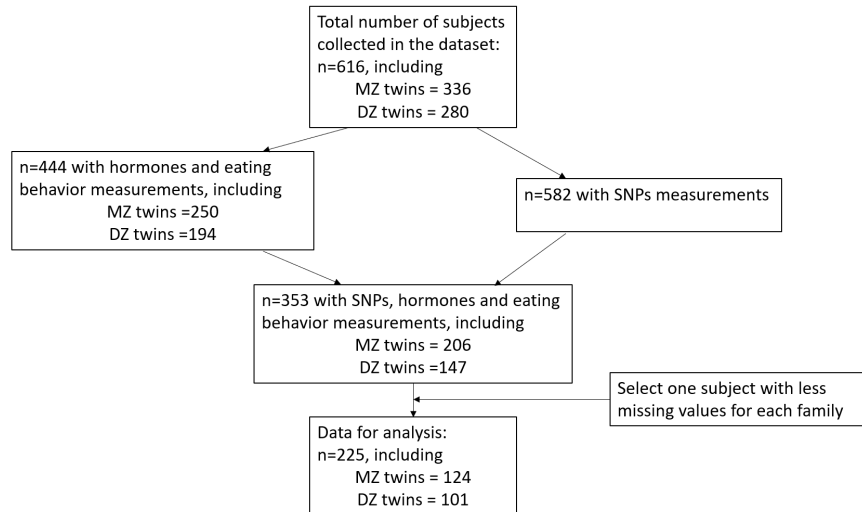 Total number of subjects
collected in the dataset:
n=616, including
MZ twins = 336
DZ twins = 280
n=444 with hormones and eating
behavior measurements, including
MZ twins =250
DZ twins =194
n=582 with SNPs measurements
n=353 with SNPs, hormones and eating
behavior measurements, including
MZ twins = 206
DZ twins =147
Select one subject with less
missing values for each family
Data for analysis:
n=225, including
MZ twins = 124
DZ twins = 101